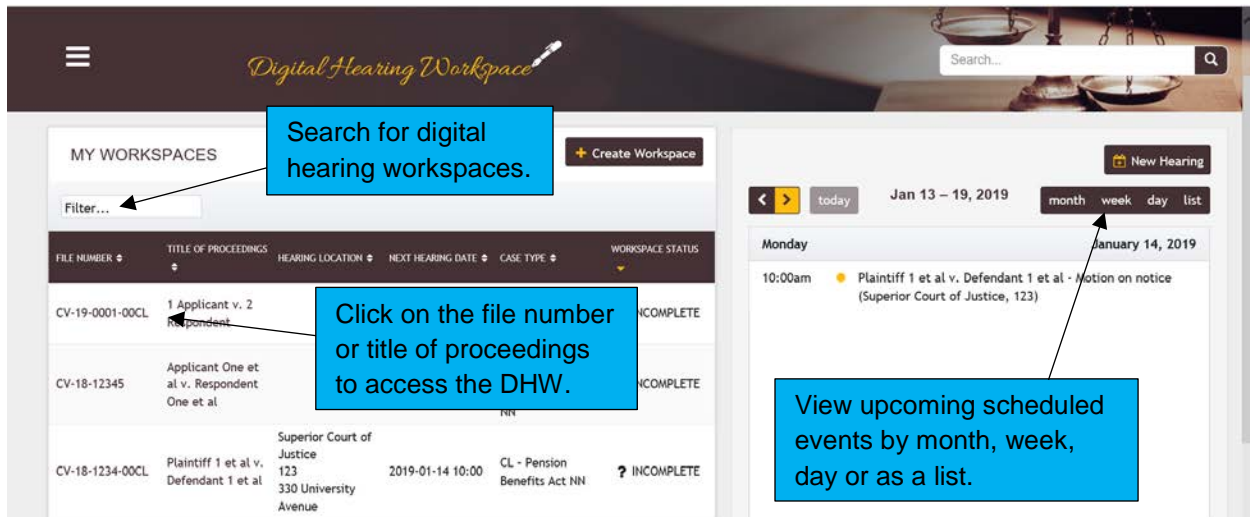 Digital Hearing Workspace
Search...
MY WORKSPACES
+ Create Workspace
Search for digital
hearing workspaces.
Filter...
FILE NUMBER
TITLE OF PROCEEDINGS
HEARING LOCATION
NEXT HEARING DATE
CASE TYPE
WORKSPACE STATUS
CV-19-0001-00CL
1 Applicant v. 2
Respondent
INCOMPLETE
Click on the file number
or title of proceedings
to access the DHW.
CV-18-12345
Applicant One et
al v. Respondent
One et al
NN
INCOMPLETE
CV-18-1234-00CL
Plaintiff 1 et al v.
Defendant 1 et al
Superior Court of
Justice
123
330 University
Avenue
2019-01-14 10:00
CL - Pension
Benefits Act NN
? INCOMPLETE
New Hearing
< > today
Jan 13 – 19, 2019
month week day list
Monday January 14, 2019
10:00am Plaintiff 1 et al v. Defendant 1 et al - Motion on notice
(Superior Court of Justice, 123)
View upcoming scheduled
events by month, week,
day or as a list.